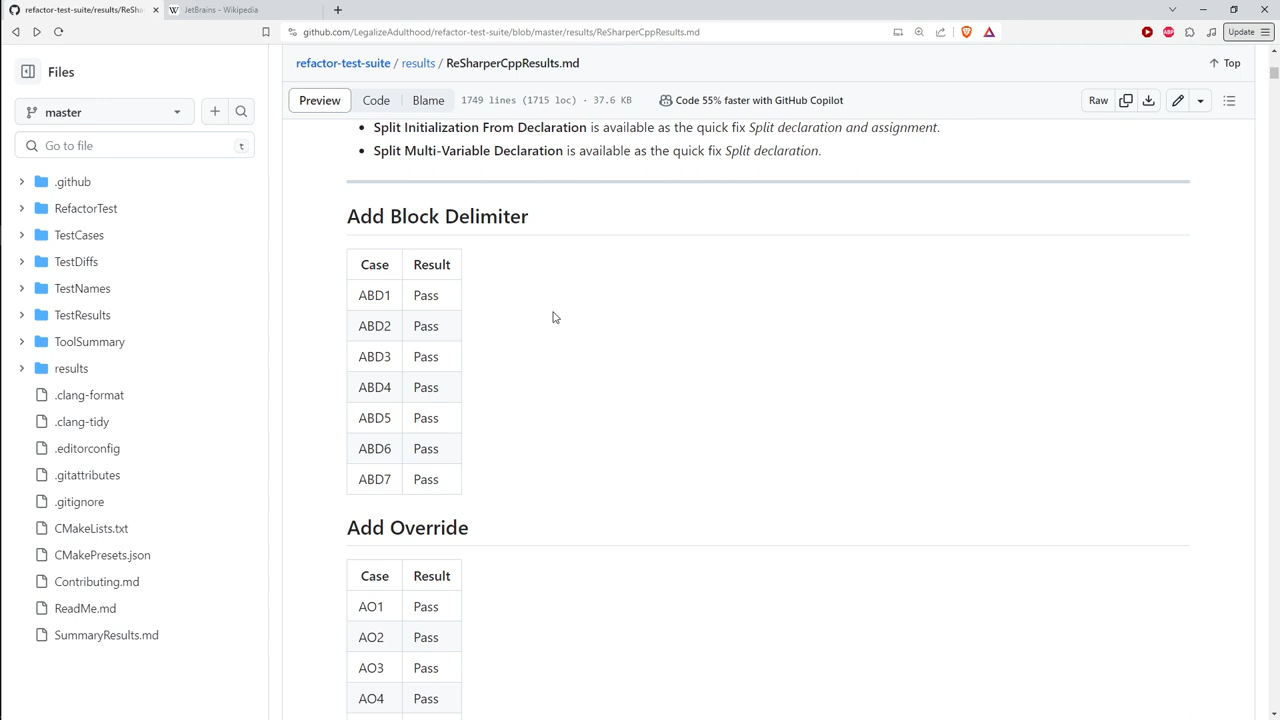 refactor-test-suite/results/ReSha
JetBrains - Wikipedia
github.com/LegalizeAdulthood/refactor-test-suite/blob/master/results/ReSharperCppResults.md
Update
Files
master
Go to file
t
.github
RefactorTest
TestCases
TestDiffs
TestNames
TestResults
ToolSummary
results
.clang-format
.clang-tidy
.editorconfig
.gitattributes
.gitignore
CMakeLists.txt
CMakePresets.json
Contributing.md
ReadMe.md
SummaryResults.md
refactor-test-suite / results / ReSharperCppResults.md
Top
Preview Code Blame 1749 lines (1715 loc) · 37.6 KB Code 55% faster with GitHub Copilot Raw
• Split Initialization From Declaration is available as the quick fix Split declaration and assignment.
• Split Multi-Variable Declaration is available as the quick fix Split declaration.
Add Block Delimiter
Case Result
ABD1 Pass
ABD2 Pass
ABD3 Pass
ABD4 Pass
ABD5 Pass
ABD6 Pass
ABD7 Pass
Add Override
Case Result
AO1 Pass
AO2 Pass
AO3 Pass
AO4 Pass